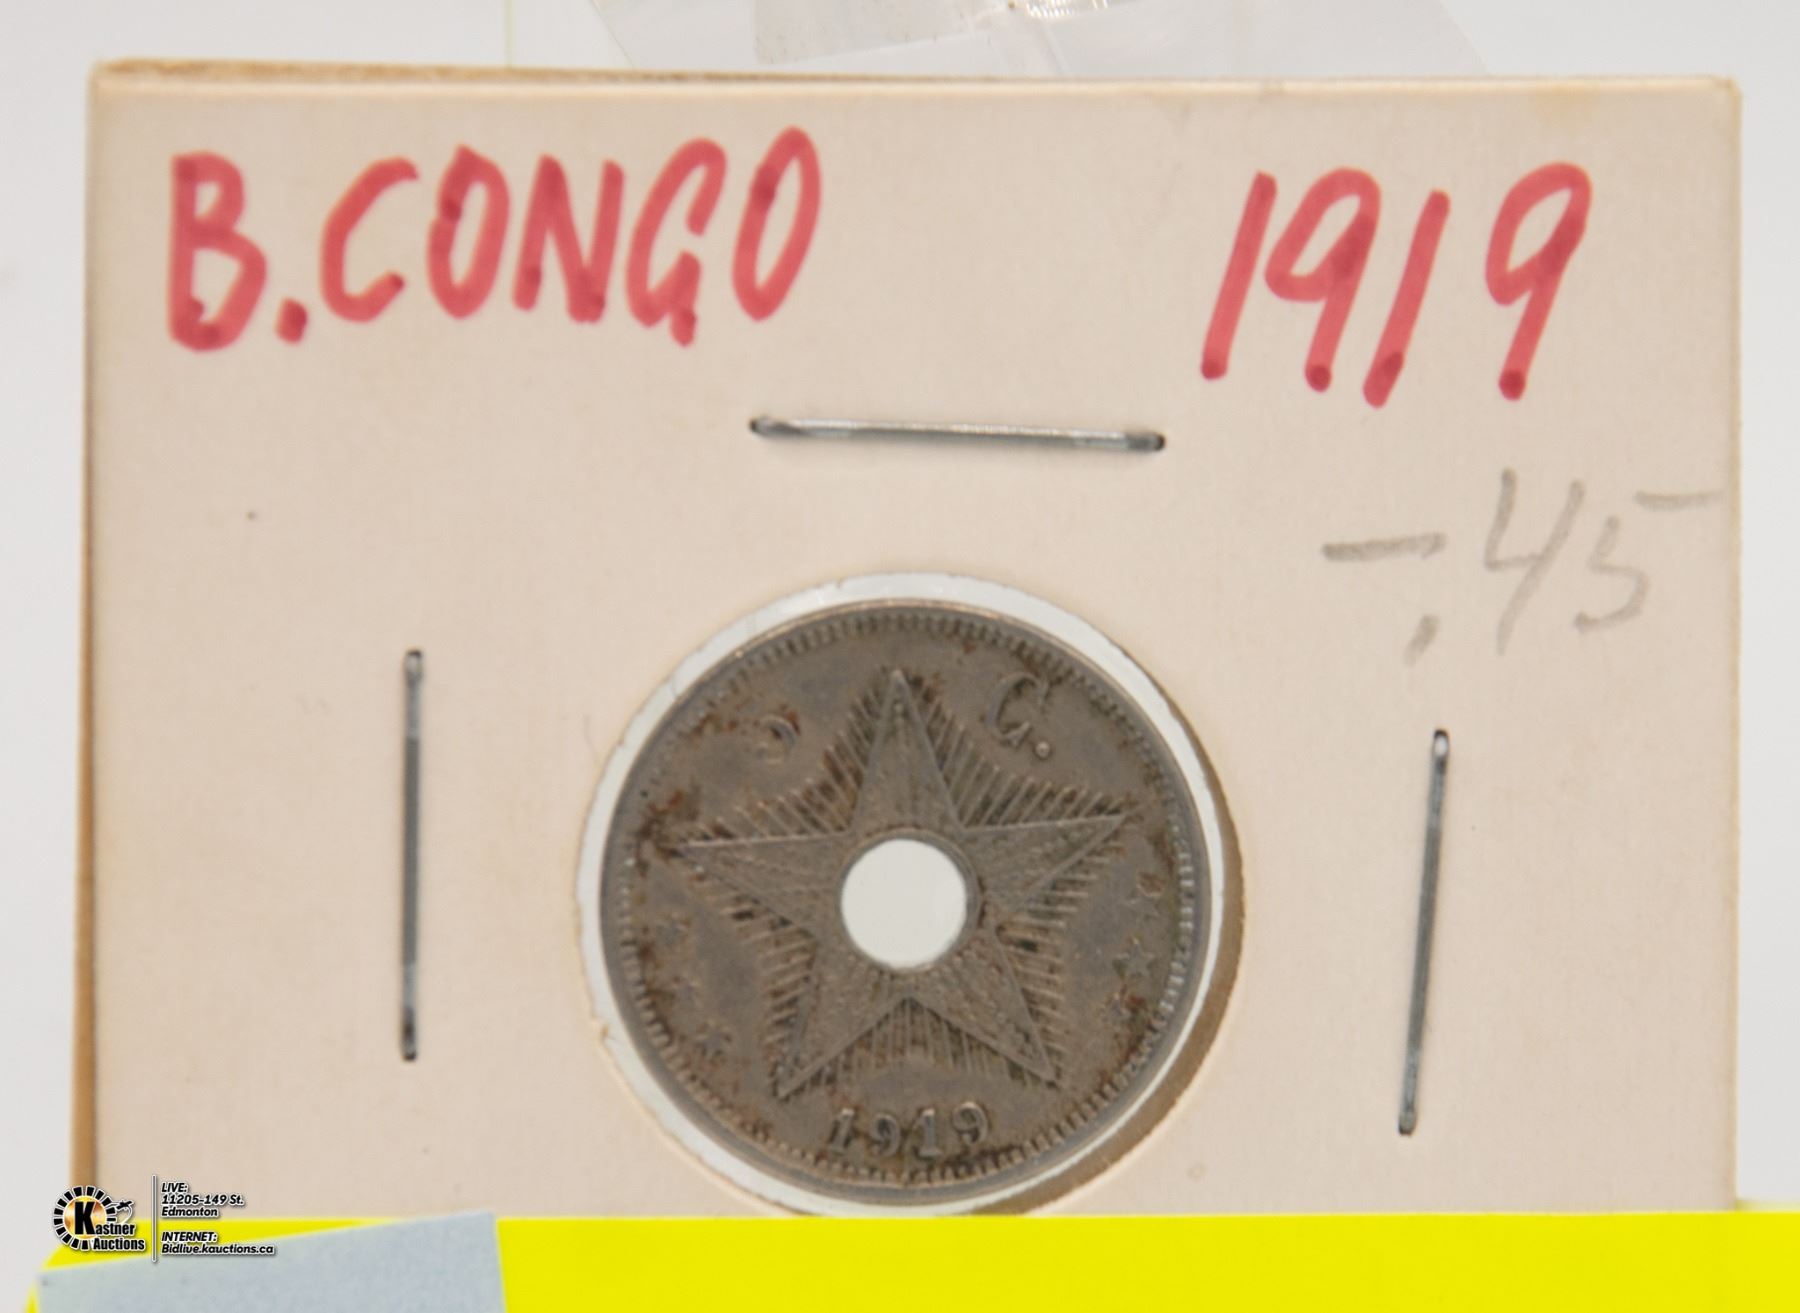 B. CONGO 1919
-.45-
5 C.
1919
Kastner Auctions
LIVE:
11205-149 St.
Edmonton
INTERNET:
Bidlive.kauctions.ca